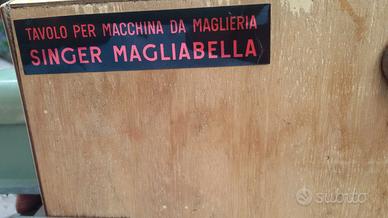 TAVOLO PER MACCHINA DA MAGLIERIA
SINGER MAGLIABELLA
subito